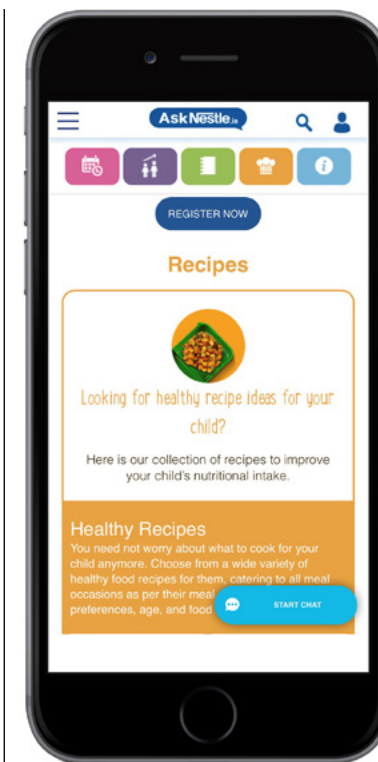 AskNestle.in
REGISTER NOW
Recipes
Looking for healthy recipe ideas for your
child?
Here is our collection of recipes to improve
your child's nutritional intake.
Healthy Recipes
You need not worry about what to cook for your
child anymore. Choose from a wide variety of
healthy food recipes for them, catering to all meal
occasions as per their meal
preferences, age, and food
START CHAT